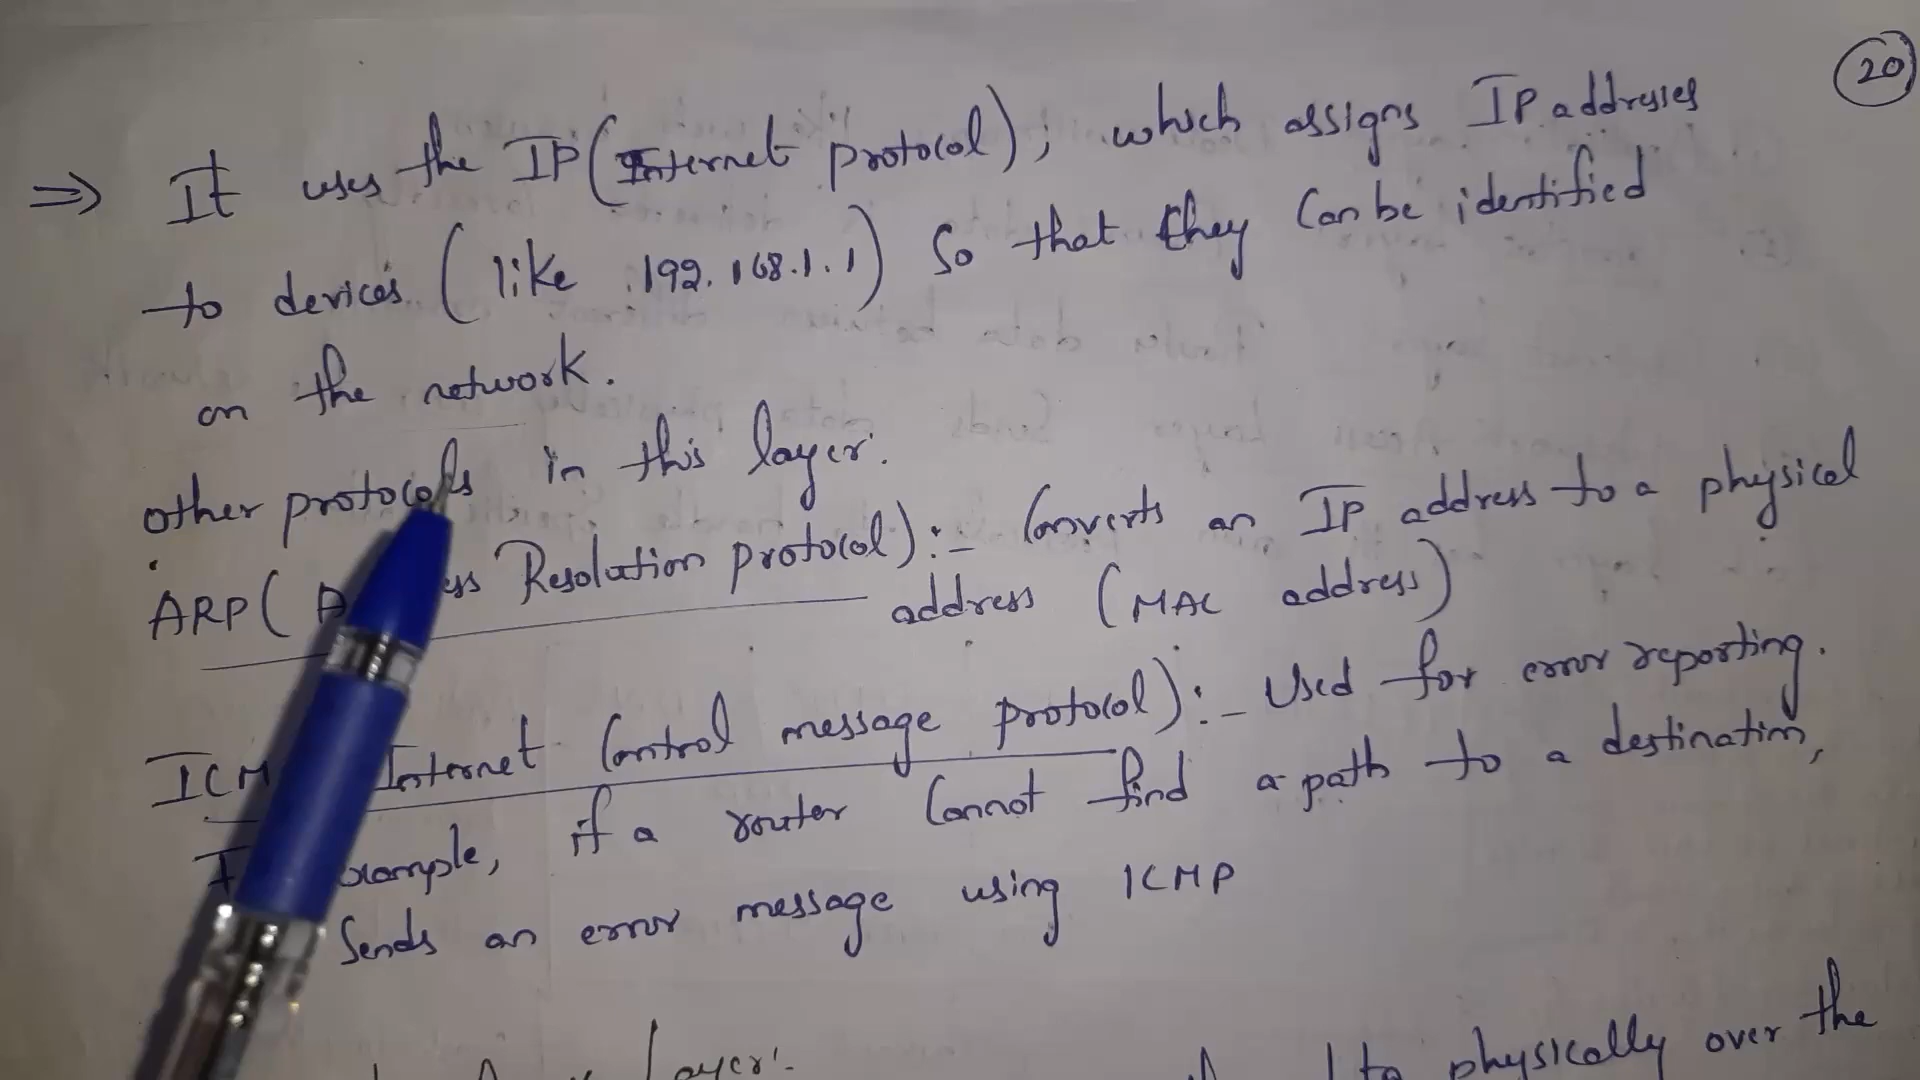 20
⇒ It uses the IP (Internet protocol), which assigns IP addresses
to devices (like 192.168.1.1) so that they can be identified
on the network.
other protocols in this layer:
ARP ( Resolution protocol):- Converts an IP address to a physical
address (MAC address)
Internet Control message protocol):- Used for error reporting.
if a router cannot find a path to a destination,
Sends an error message using ICMP
layer:-
to physically over the